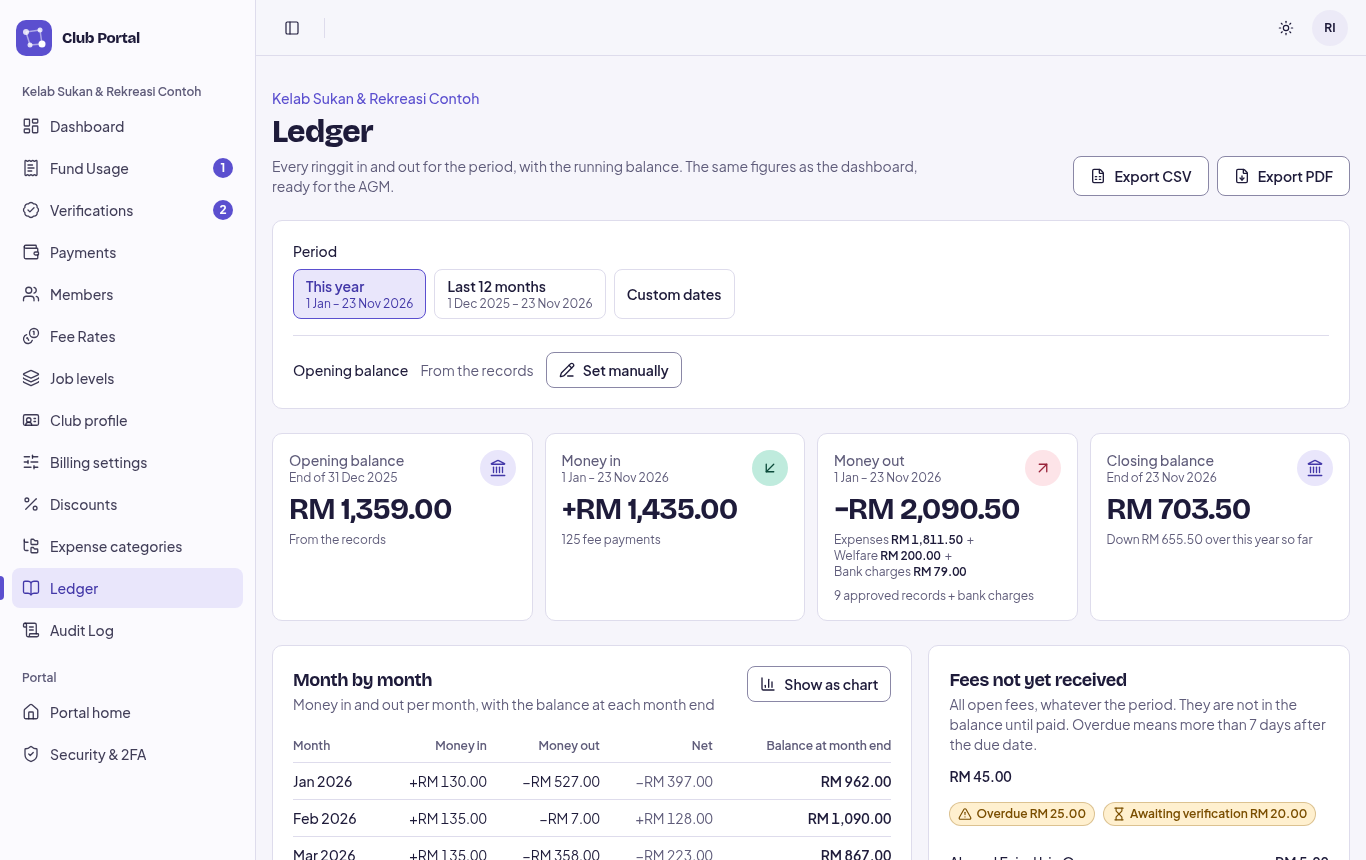 Club Portal
Kelab Sukan & Rekreasi Contoh
Dashboard
Fund Usage 1
Verifications 2
Payments
Members
Fee Rates
Job levels
Club profile
Billing settings
Discounts
Expense categories
Ledger
Audit Log
Portal
Portal home
Security & 2FA
RI
Kelab Sukan & Rekreasi Contoh
Ledger
Every ringgit in and out for the period, with the running balance. The same figures as the dashboard,
ready for the AGM.
Export CSV
Export PDF
Period
This year
1 Jan – 23 Nov 2026
Last 12 months
1 Dec 2025 – 23 Nov 2026
Custom dates
Opening balance From the records Set manually
Opening balance
End of 31 Dec 2025
RM 1,359.00
From the records
Money in
1 Jan – 23 Nov 2026
+RM 1,435.00
125 fee payments
Money out
1 Jan – 23 Nov 2026
−RM 2,090.50
Expenses RM 1,811.50 +
Welfare RM 200.00 +
Bank charges RM 79.00
9 approved records + bank charges
Closing balance
End of 23 Nov 2026
RM 703.50
Down RM 655.50 over this year so far
Month by month
Money in and out per month, with the balance at each month end
Show as chart
Month Money in Money out Net Balance at month end
Jan 2026 +RM 130.00 −RM 527.00 −RM 397.00 RM 962.00
Feb 2026 +RM 135.00 −RM 7.00 +RM 128.00 RM 1,090.00
Mar 2026 +RM 135.00 −RM 358.00 −RM 223.00 RM 867.00
Fees not yet received
All open fees, whatever the period. They are not in the
balance until paid. Overdue means more than 7 days after
the due date.
RM 45.00
Overdue RM 25.00
Awaiting verification RM 20.00